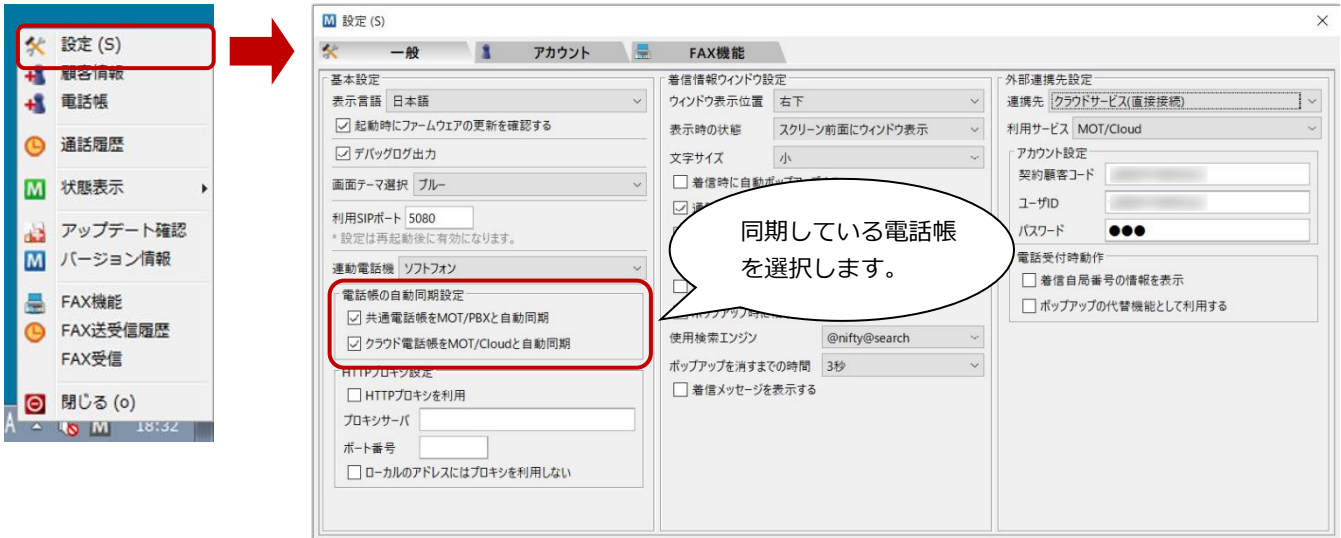 設定 (S)
顧客情報
電話帳
通話履歴
状態表示
アップデート確認
バージョン情報
FAX機能
FAX送受信履歴
FAX受信
閉じる (o)
A
18:32
設定 (S)
一般
アカウント
FAX機能
基本設定
表示言語 日本語
起動時にファームウェアの更新を確認する
デバッグログ出力
画面テーマ選択 ブルー
利用SIPポート 5080
* 設定は再起動後に有効になります。
連動電話機 ソフトフォン
電話帳の自動同期設定
共通電話帳をMOT/PBXと自動同期
クラウド電話帳をMOT/Cloudと自動同期
HTTPプロキシ設定
HTTPプロキシを利用
プロキシサーバ
ポート番号
ローカルのアドレスにはプロキシを利用しない
着信情報ウィンドウ設定
ウィンドウ表示位置 右下
表示時の状態 スクリーン前面にウィンドウ表示
文字サイズ 小
着信時に自動
同期している電話帳
を選択します。
使用検索エンジン @nifty@search
ポップアップを消すまでの時間 3秒
着信メッセージを表示する
外部連携先設定
連携先 クラウドサービス(直接接続)
利用サービス MOT/Cloud
アカウント設定
契約顧客コード
ユーザID
パスワード ●●●
電話受付時動作
着信自局番号の情報を表示
ポップアップの代替機能として利用する